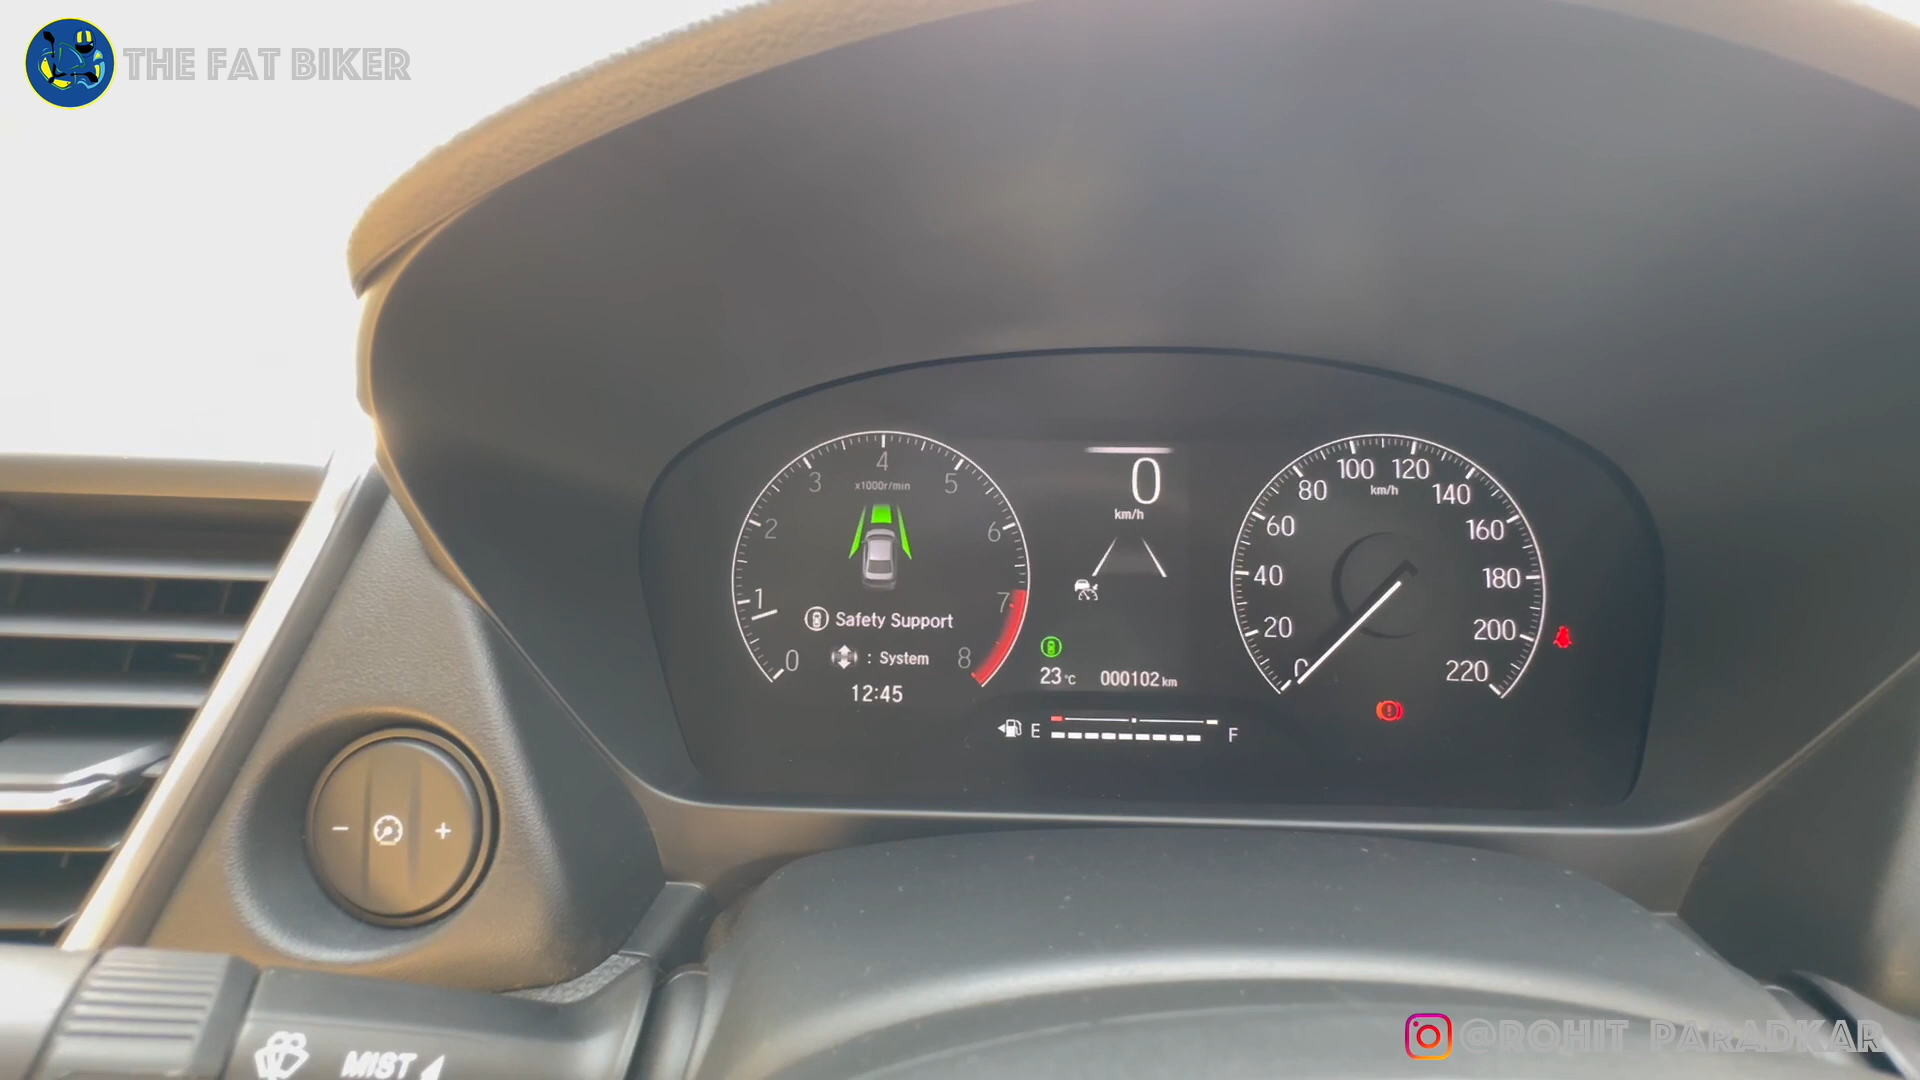 THE FAT BIKER
0 1 2 3 4 5 6 7 8
x1000r/min
Safety Support
: System
12:45
0
km/h
23°C 000102 km
E F
0 20 40 60 80 100 120 140 160 180 200 220
km/h
- +
MIST
@ROHIT_PARADKAR